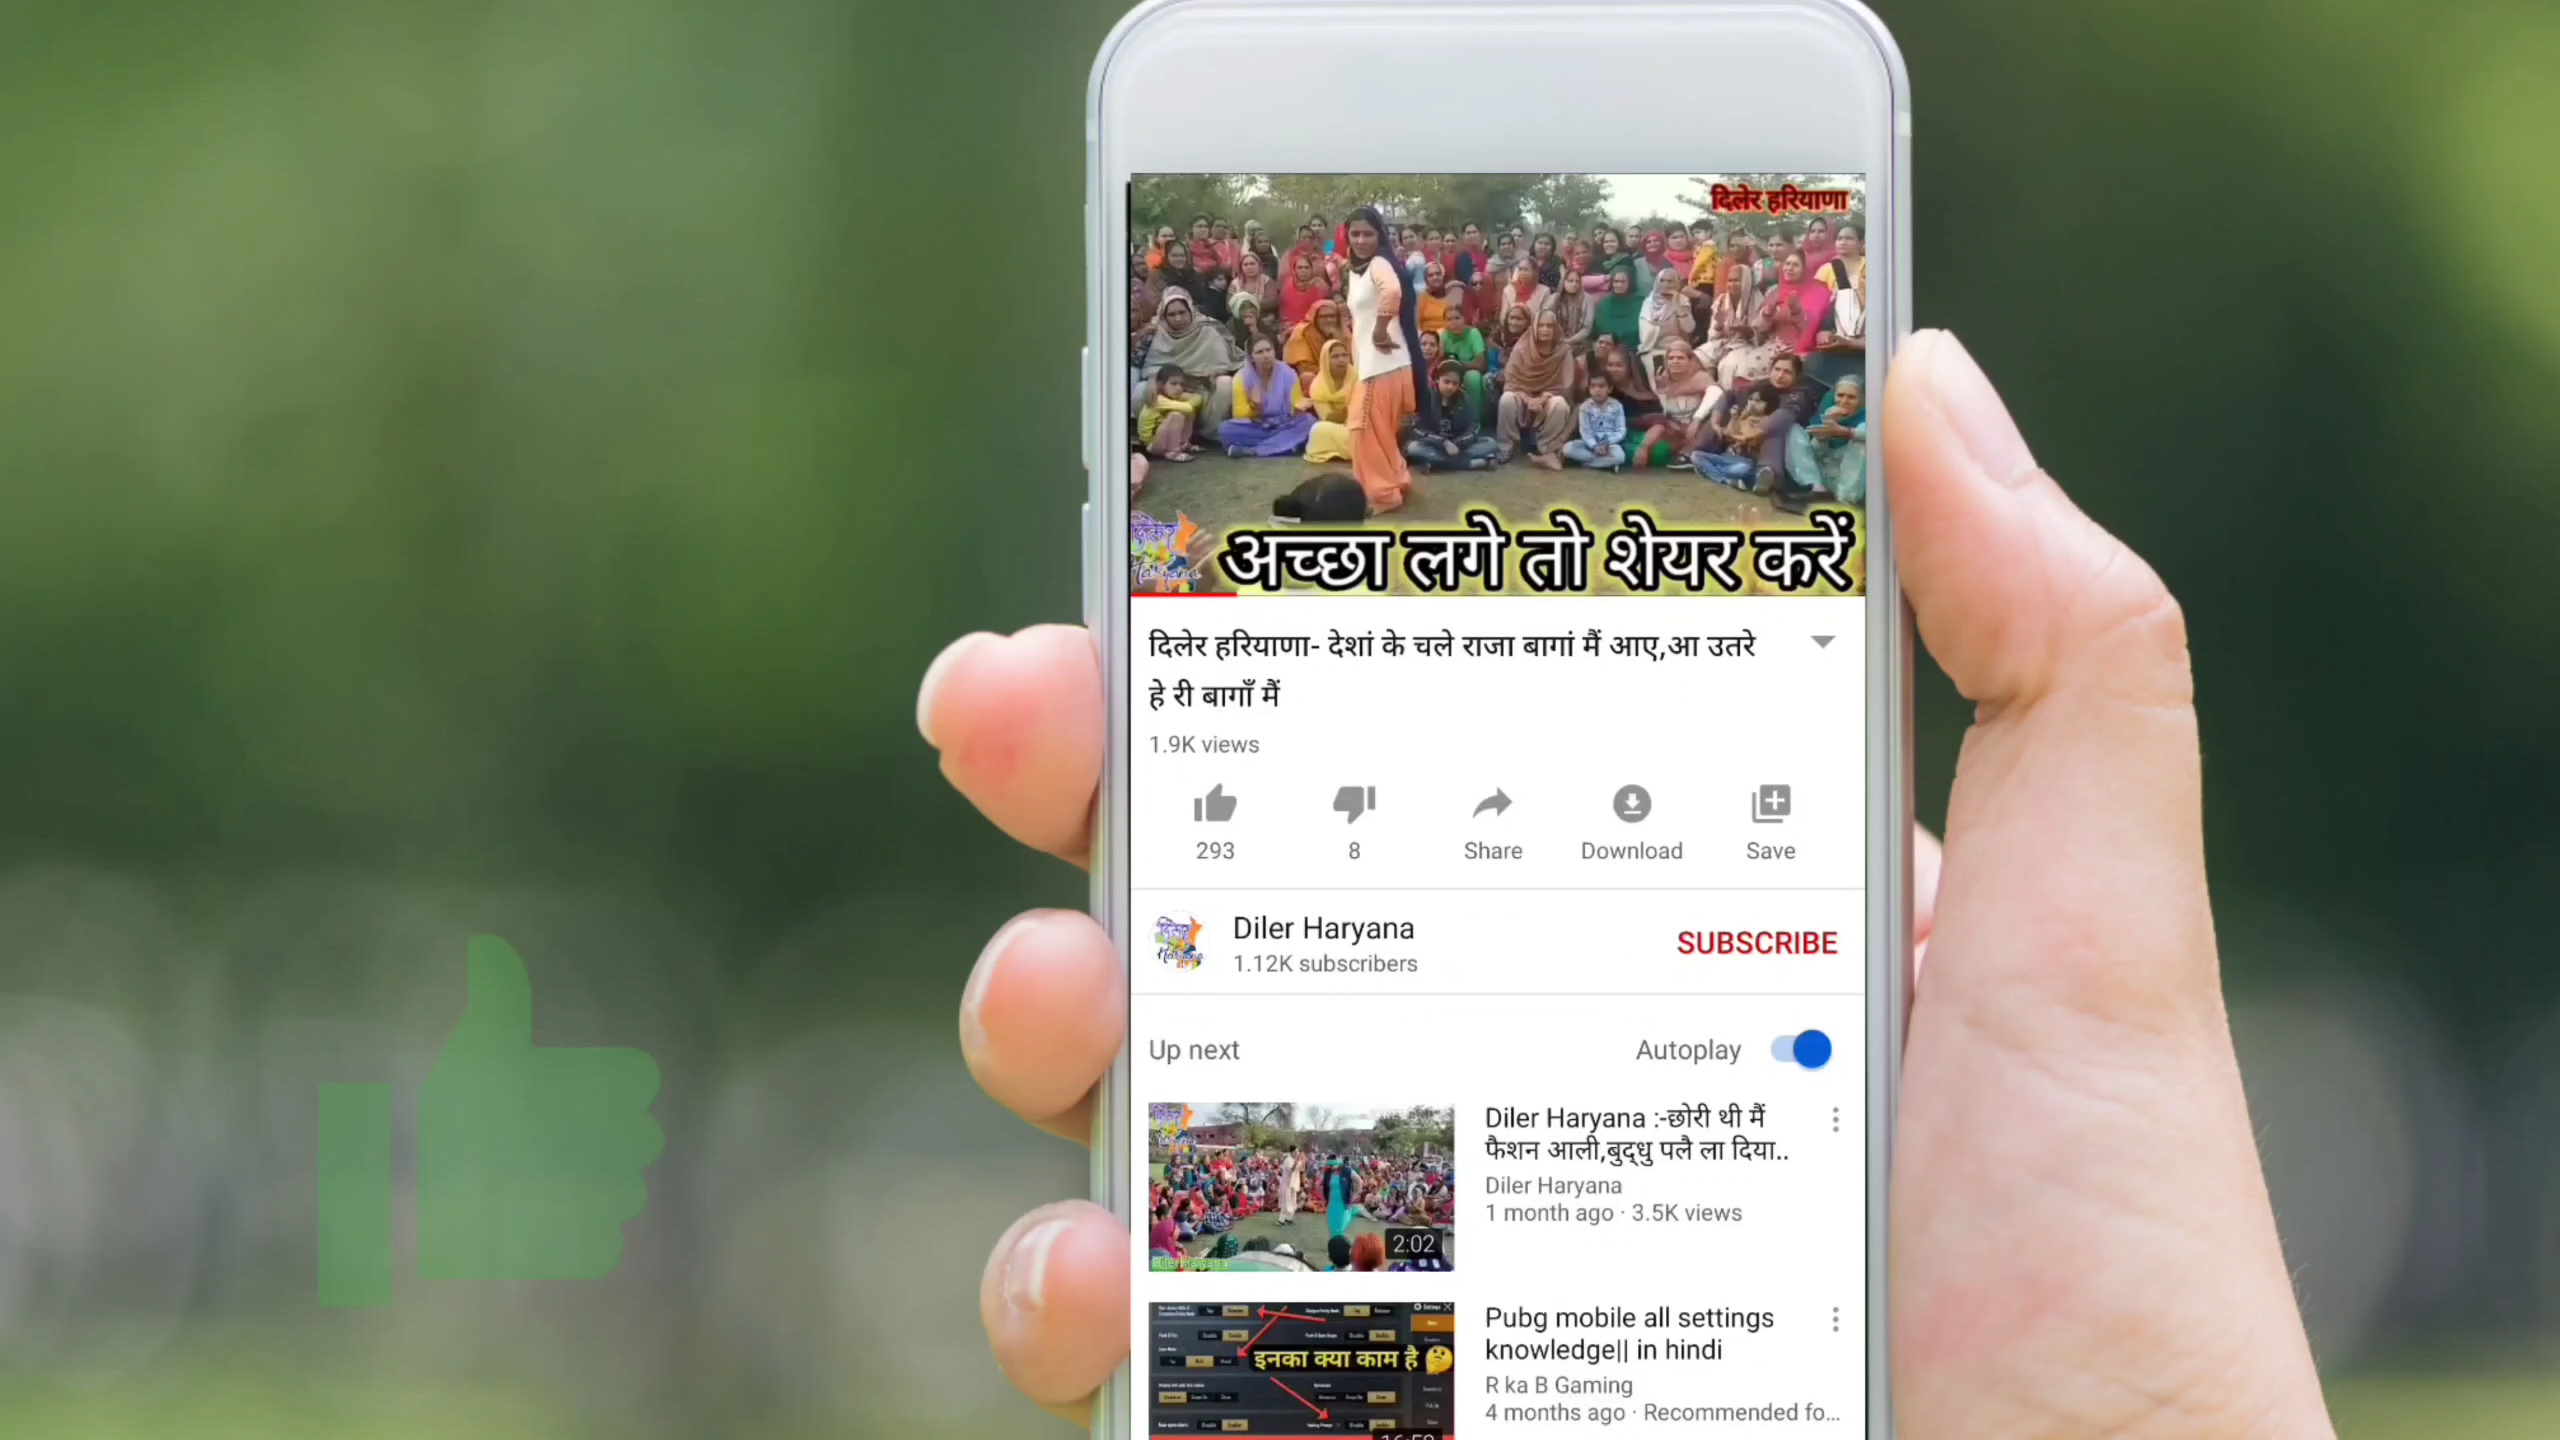 दिलेर हरियाणा
अच्छा लगे तो शेयर करें
दिलेर हरियाणा- देशां के चले राजा बागां मैं आए,आ उतरे
हे री बागाँ मैं
1.9K views
293
8
Share
Download
Save
Diler Haryana
1.12K subscribers
SUBSCRIBE
Up next
Autoplay
Diler Haryana :-छोरी थी मैं
फैशन आली,बुद्धु पलै ला दिया..
Diler Haryana
1 month ago · 3.5K views
2:02
Diler Haryana
इनका क्या काम है
Pubg mobile all settings
knowledge|| in hindi
R ka B Gaming
4 months ago · Recommended fo...